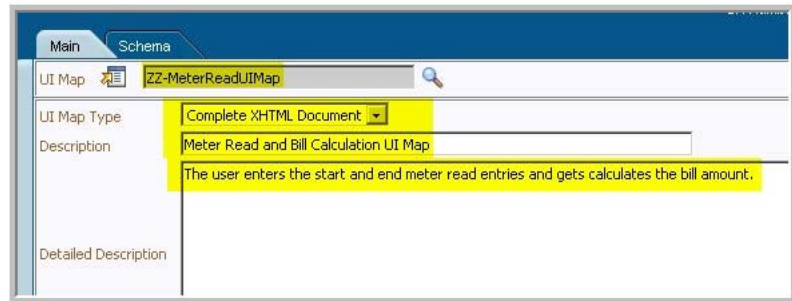 Main Schema
UI Map ZZ-MeterReadUIMap
UI Map Type Complete XHTML Document
Description Meter Read and Bill Calculation UI Map
The user enters the start and end meter read entries and gets calculates the bill amount.
Detailed Description